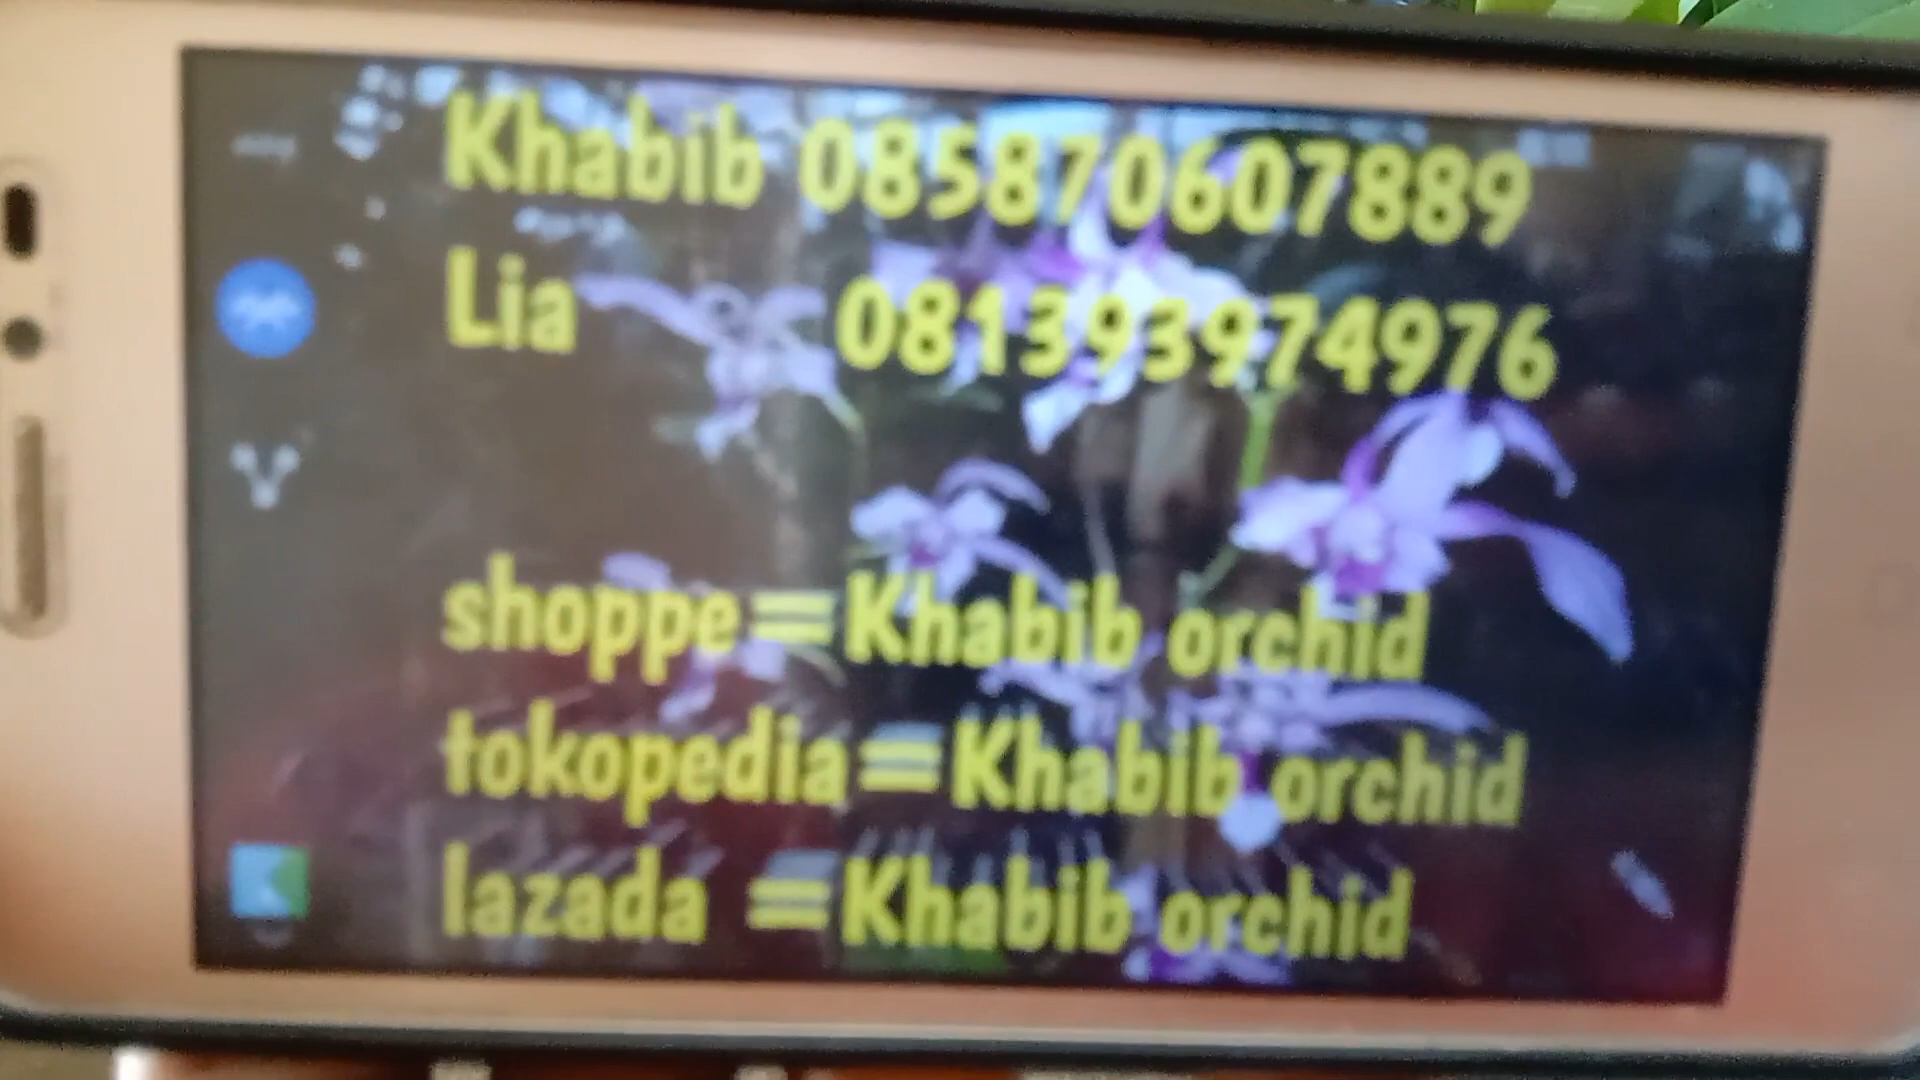 Khabib 085870607889
Lia 081393974976
shoppe=Khabib orchid
tokopedia=Khabib orchid
lazada =Khabib orchid